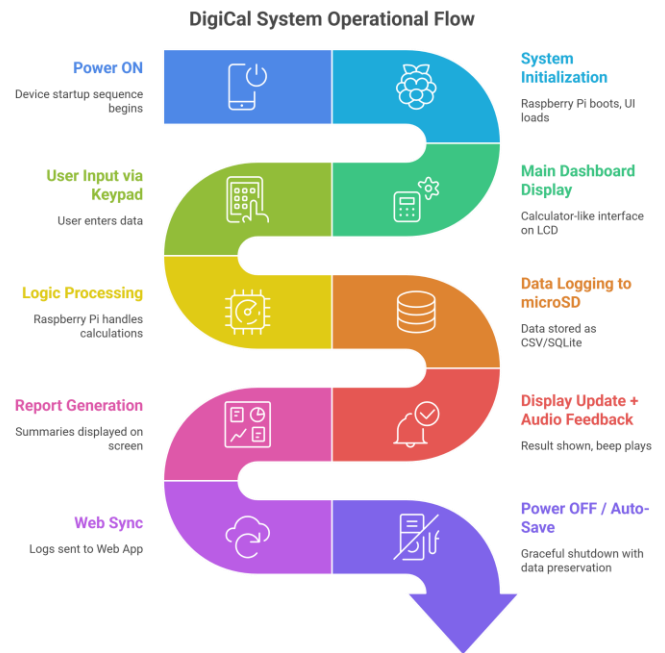 DigiCal System Operational Flow
Power ON
Device startup sequence
begins
System
Initialization
Raspberry Pi boots, UI
loads
User Input via
Keypad
User enters data
Main Dashboard
Display
Calculator-like interface
on LCD
Logic Processing
Raspberry Pi handles
calculations
Data Logging to
microSD
Data stored as
CSV/SQLite
Report Generation
Summaries displayed on
screen
Display Update +
Audio Feedback
Result shown, beep plays
Web Sync
Logs sent to Web App
Power OFF / Auto-
Save
Graceful shutdown with
data preservation